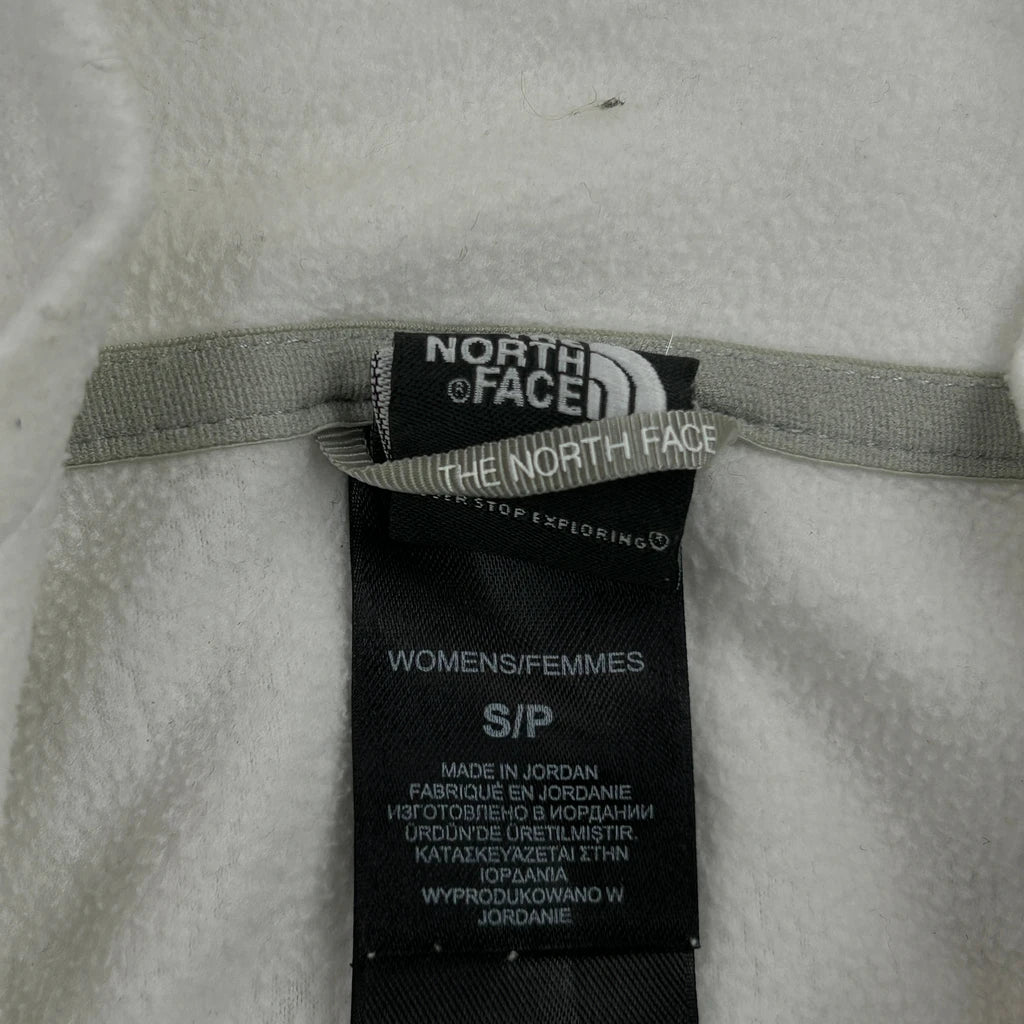 NORTH
®FACE
THE NORTH FACE
STOP EXPLORING®
WOMENS/FEMMES
S/P
MADE IN JORDAN
FABRIQUÉ EN JORDANIE
ИЗГОТОВЛЕНО В ИОРДАНИИ
ÜRDÜN'DE ÜRETILMIŞTIR.
ΚΑΤΑΣΚΕΥΑΖΕΤΑΙ ΣΤΗΝ
ΙΟΡΔΑΝΙΑ
WYPRODUKOWANO W
JORDANIE